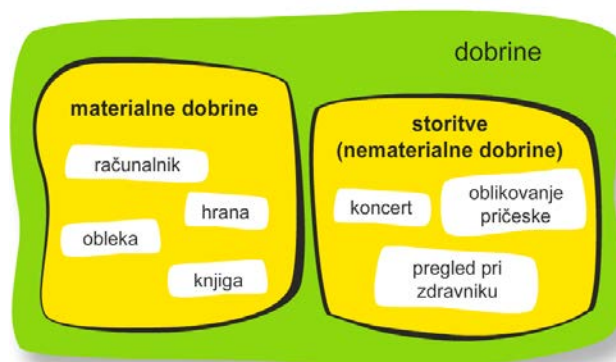 dobrine
materialne dobrine
računalnik
hrana
obleka
knjiga
storitve
(nematerialne dobrine)
koncert
oblikovanje
pričeske
pregled pri
zdravniku